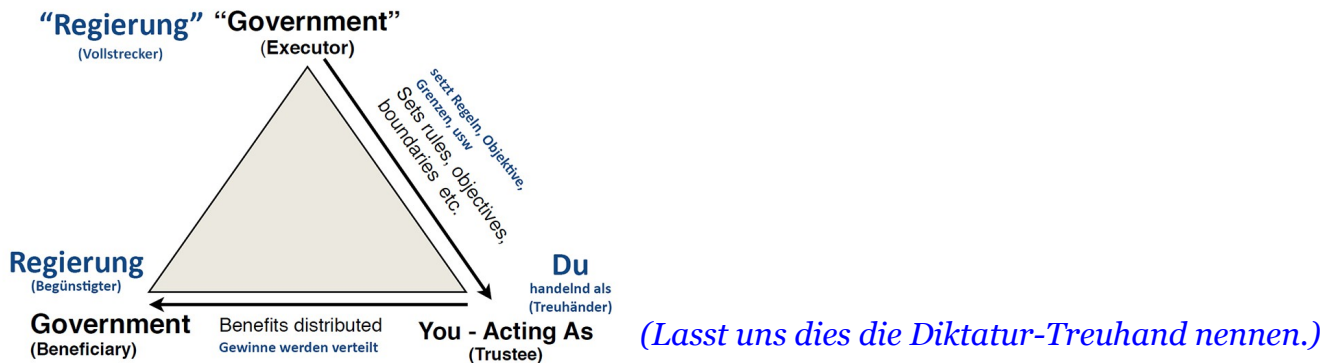 “Regierung” “Government”
(Vollstrecker) (Executor)
setzt Regeln, Objektive,
Grenzen, usw
Sets rules, objectives,
boundaries etc.
Regierung
(Begünstigter)
Du
handelnd als
(Treuhänder)
Government
(Beneficiary)
Benefits distributed
Gewinne werden verteilt
You - Acting As
(Trustee)
(Lasst uns dies die Diktatur-Treuhand nennen.)